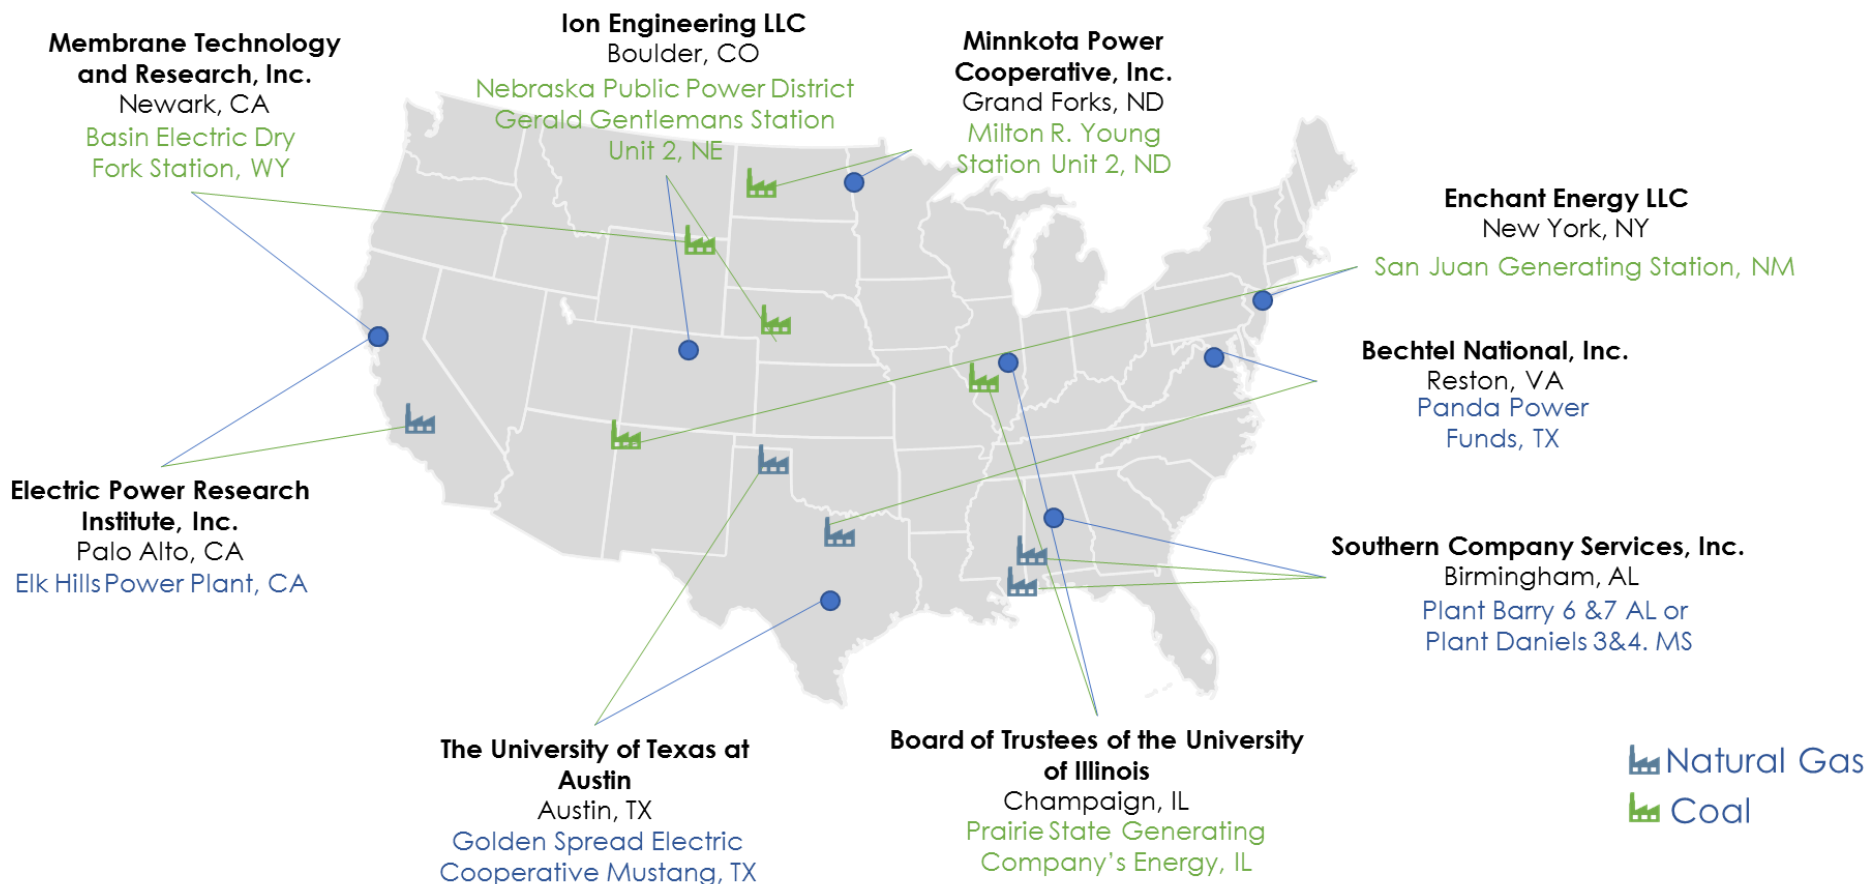 Membrane Technology
and Research, Inc.
Newark, CA
Basin Electric Dry
Fork Station, WY
Ion Engineering LLC
Boulder, CO
Nebraska Public Power District
Gerald Gentlemans Station
Unit 2, NE
Minnkota Power
Cooperative, Inc.
Grand Forks, ND
Milton R. Young
Station Unit 2, ND
Enchant Energy LLC
New York, NY
San Juan Generating Station, NM
Bechtel National, Inc.
Reston, VA
Panda Power
Funds, TX
Electric Power Research
Institute, Inc.
Palo Alto, CA
Elk Hills Power Plant, CA
Southern Company Services, Inc.
Birmingham, AL
Plant Barry 6 &7 AL or
Plant Daniels 3&4. MS
The University of Texas at
Austin
Austin, TX
Golden Spread Electric
Cooperative Mustang, TX
Board of Trustees of the University
of Illinois
Champaign, IL
Prairie State Generating
Company's Energy, IL
Natural Gas
Coal